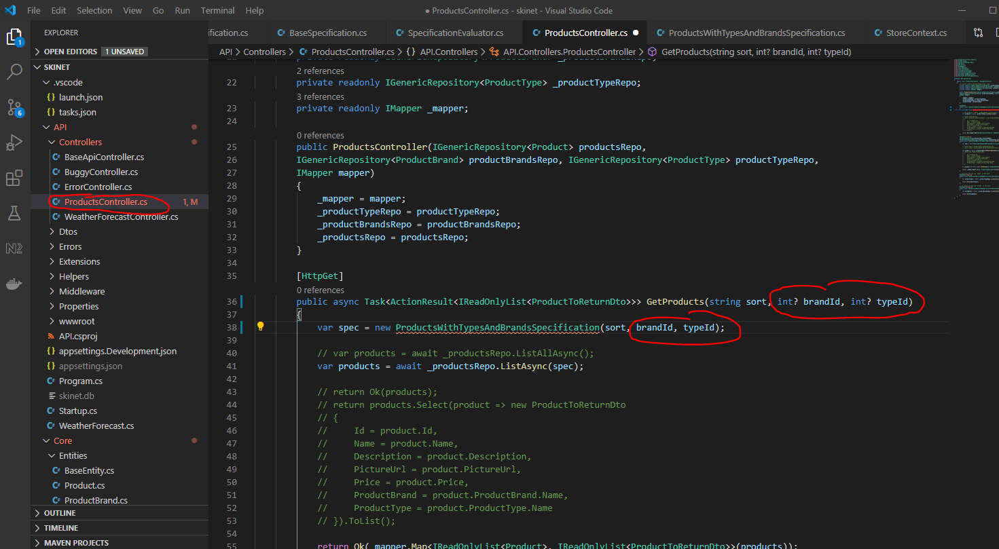 File Edit Selection View Go Run Terminal Help
● ProductsController.cs - skinet - Visual Studio Code
EXPLORER
ification.cs
BaseSpecification.cs
SpecificationEvaluator.cs
ProductsController.cs ●
ProductsWithTypesAndBrandsSpecification.cs
StoreContext.cs
1
6
OPEN EDITORS 1 UNSAVED
SKINET
.vscode
launch.json
tasks.json
API
Controllers
BaseApiController.cs
BuggyController.cs
ErrorController.cs
ProductsController.cs 1, M
WeatherForecastController.cs
Dtos
Errors
Extensions
Helpers
Middleware
Properties
wwwroot
API.csproj
appsettings.Development.json
appsettings.json
Program.cs
skinet.db
Startup.cs
WeatherForecast.cs
Core
Entities
BaseEntity.cs
Product.cs
ProductBrand.cs
OUTLINE
TIMELINE
MAVEN PROJECTS
API > Controllers > ProductsController.cs > {} API.Controllers > API.Controllers.ProductsController > GetProducts(string sort, int? brandId, int? typeId)
2 references
22 private readonly IGenericRepository<ProductType> _productTypeRepo;
3 references
23 private readonly IMapper _mapper;
24
0 references
25 public ProductsController(IGenericRepository<Product> productsRepo,
26 IGenericRepository<ProductBrand> productBrandsRepo, IGenericRepository<ProductType> productTypeRepo,
27 IMapper mapper)
28 {
29 _mapper = mapper;
30 _productTypeRepo = productTypeRepo;
31 _productBrandsRepo = productBrandsRepo;
32 _productsRepo = productsRepo;
33 }
34
35 [HttpGet]
0 references
36 public async Task<ActionResult<IReadOnlyList<ProductToReturnDto>>> GetProducts(string sort, int? brandId, int? typeId)
37 {
38 var spec = new ProductsWithTypesAndBrandsSpecification(sort, brandId, typeId);
39
40 // var products = await _productsRepo.ListAllAsync();
41 var products = await _productsRepo.ListAsync(spec);
42
43 // return Ok(products);
44 // return products.Select(product => new ProductToReturnDto
45 // {
46 // Id = product.Id,
47 // Name = product.Name,
48 // Description = product.Description,
49 // PictureUrl = product.PictureUrl,
50 // Price = product.Price,
51 // ProductBrand = product.ProductBrand.Name,
52 // ProductType = product.ProductType.Name
53 // }).ToList();
54
55 return Ok(_mapper.Map<IReadOnlyList<Product>, IReadOnlyList<ProductToReturnDto>>(products));